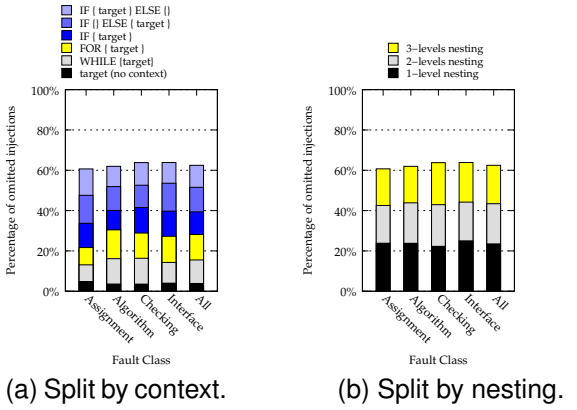 IF { target } ELSE {}
IF {} ELSE { target }
IF { target }
FOR { target }
WHILE {target}
target (no context)
100%
80%
60%
40%
20%
0%
Percentage of omitted injections
Assignment
Algorithm
Checking
Interface
All
Fault Class
(a) Split by context.
3−levels nesting
2−levels nesting
1−level nesting
100%
80%
60%
40%
20%
0%
Percentage of omitted injections
Assignment
Algorithm
Checking
Interface
All
Fault Class
(b) Split by nesting.